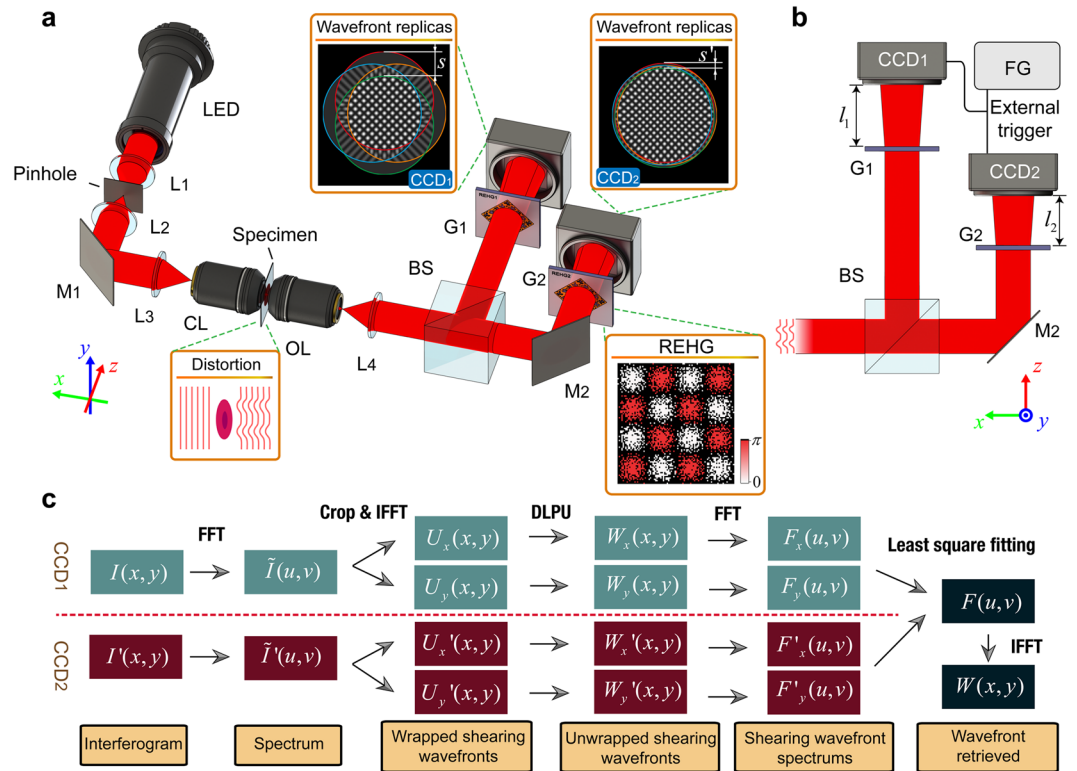 a
LED
L1
Pinhole
L2
M1
L3
CL
Specimen
OL
L4
BS
M2
G1
G2
REHG1
REHG2
Wavefront replicas
s
CCD1
Wavefront replicas
s'
CCD2
Distortion
REHG
π
0
y
z
x
b
CCD1
FG
l1
External
trigger
G1
CCD2
l2
G2
BS
M2
z
x
y
c
CCD1
FFT
Crop & IFFT
DLPU
FFT
Least square fitting
I(x, y)
Ĩ(u,v)
Ux(x, y)
Wx(x, y)
Fx(u,v)
Uy(x, y)
Wy(x, y)
Fy(u,v)
F(u,v)
CCD2
I'(x, y)
Ĩ'(u,v)
Ux'(x, y)
Wx'(x, y)
F'x(u,v)
Uy'(x, y)
Wy'(x, y)
F'y(u,v)
IFFT
W(x, y)
Interferogram
Spectrum
Wrapped shearing
wavefronts
Unwrapped shearing
wavefronts
Shearing wavefront
spectrums
Wavefront
retrieved